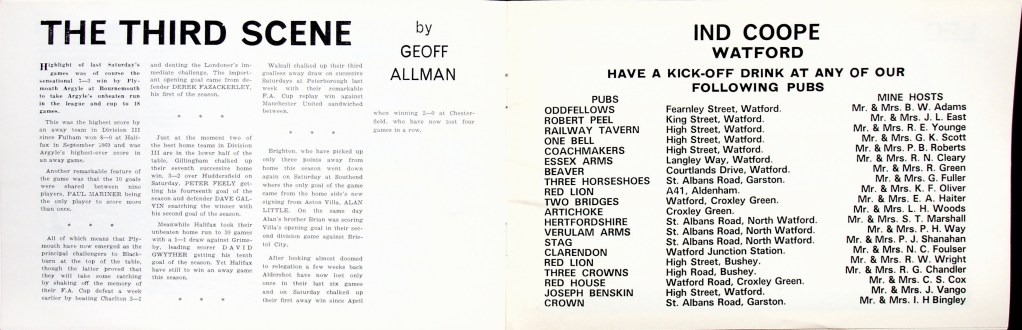 THE THIRD SCENE
by
GEOFF
ALLMAN
Highlight of last Saturday's
games was of course the
sensational 7—3 win by Ply-
mouth Argyle at Bournemouth
to take Argyle's unbeaten run
in the league and cup to 18
games.
This was the highest score by
an away team in Division III
since Fulham won 8—0 at Hali-
fax in September 1969 and was
Argyle's highest-over score in
an away game.
Another remarkable feature of
the game was that the 10 goals
were shared between nine
players, PAUL MARINER being
the only player to score more
than once.
* * * *
All of which means that Ply-
mouth have now emerged as the
principal challengers to Black-
burn at the top of the table,
though the latter proved that
they will take some catching
by shaking off the memory of
their F.A. Cup defeat a week
earlier by beating Charlton 3—1
and denting the Londoner's im-
mediate challenge. The import-
ant opening goal came from de-
fender DEREK FAZACKERLEY,
his first of the season.
* * *
Just at the moment two of
the best home teams in Division
III are in the lower half of the
table. Gillingham chalked up
their seventh successive home
win, 3—2 over Huddersfield on
Saturday, PETER FEELY get-
ting his fourteenth goal of the
season and defender DAVE GAL-
VIN snatching the winner with
his second goal of the season.
Meanwhile Halifax took their
unbeaten home run to 10 games
with a 1—1 draw against Grims-
by, leading scorer DAVID
GWYTHER getting his tenth
goal of the season. Yet Halifax
have still to win an away game
this season.
* * *
Walsall chalked up their third
goalless away draw on successive
Saturdays at Peterborough last
week with their remarkable
F.A. Cup replay win against
Manchester United sandwiched
between.
* * *
Brighton, who have picked up
only three points away from
home this season went down
again on Saturday at Southend
where the only goal of the game
came from the home side's new
signing from Aston Villa, ALAN
LITTLE. On the same day
Alan's brother Brian was scoring
Villa's opening goal in their sec-
ond division game against Bris-
tol City.
After looking almost doomed
to relegation a few weeks back
Aldershot have now lost only
once in their last six games
and on Saturday chalked up
their first away win since April
when winning 2—0 at Chester-
field, who have now lost four
games in a row.
IND COOPE
WATFORD
HAVE A KICK-OFF DRINK AT ANY OF OUR
FOLLOWING PUBS
PUBS MINE HOSTS
ODDFELLOWS Fearnley Street, Watford. Mr. & Mrs. B. W. Adams
ROBERT PEEL King Street, Watford. Mr. & Mrs. J. L. East
RAILWAY TAVERN High Street, Watford. Mr. & Mrs. R. E. Younge
ONE BELL High Street, Watford. Mr. & Mrs. G. K. Scott
COACHMAKERS High Street, Watford. Mr. & Mrs. P. B. Roberts
ESSEX ARMS Langley Way, Watford. Mr. & Mrs. R. N. Cleary
BEAVER Courtlands Drive, Watford. Mr. & Mrs. R. Green
THREE HORSESHOES St. Albans Road, Garston. Mr. & Mrs. G. Fuller
RED LION A41, Aldenham. Mr. & Mrs. K. F. Oliver
TWO BRIDGES Watford, Croxley Green. Mr. & Mrs. E. A. Haiter
ARTICHOKE Croxley Green. Mr. & Mrs. L. H. Woods
HERTFORDSHIRE St. Albans Road, North Watford. Mr. & Mrs. S. T. Marshall
VERULAM ARMS St. Albans Road, North Watford. Mr. & Mrs. P. H. Way
STAG St. Albans Road, North Watford. Mr. & Mrs. P. J. Shanahan
CLARENDON Watford Junction Station. Mr. & Mrs. N. C. Foulser
RED LION High Street, Bushey. Mr. & Mrs. R. W. Wright
THREE CROWNS High Road, Bushey. Mr. & Mrs. R. G. Chandler
RED HOUSE Watford Road, Croxley Green. Mr. & Mrs. C. S. Cox
JOSEPH BENSKIN High Street, Watford. Mr. & Mrs. J. Vango
CROWN St. Albans Road, Garston. Mr. & Mrs. I. H Bingley